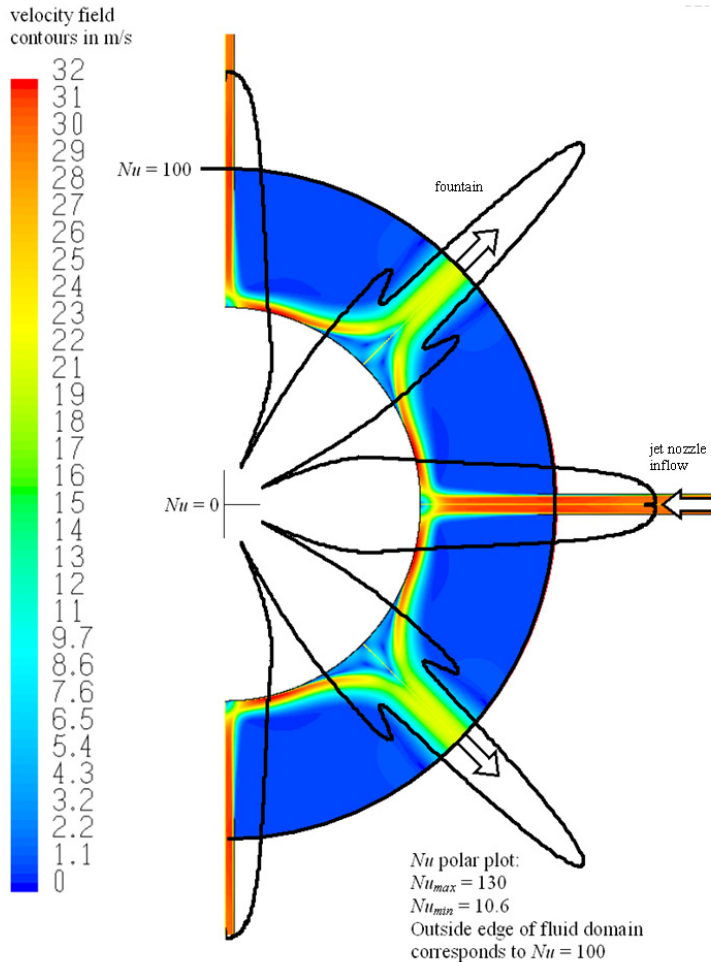 velocity field
contours in m/s
32
31
30
29
28
27
26
25
24
23
22
21
20
19
18
17
16
15
14
13
12
11
9.7
8.6
7.6
6.5
5.4
4.3
3.2
2.2
1.1
0
Nu = 100
fountain
jet nozzle
inflow
Nu = 0
Nu polar plot:
Numax = 130
Numin = 10.6
Outside edge of fluid domain
corresponds to Nu = 100